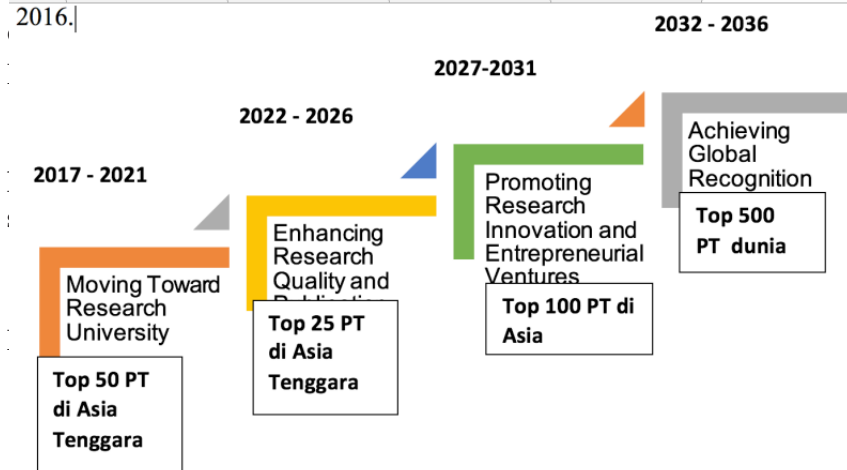 2016.
2017 - 2021
Moving Toward
Research
University
Top 50 PT
di Asia
Tenggara
2022 - 2026
Enhancing
Research
Quality and
Top 25 PT
di Asia
Tenggara
2027-2031
Promoting
Research
Innovation and
Entrepreneurial
Ventures
Top 100 PT di
Asia
2032 - 2036
Achieving
Global
Recognition
Top 500
PT dunia